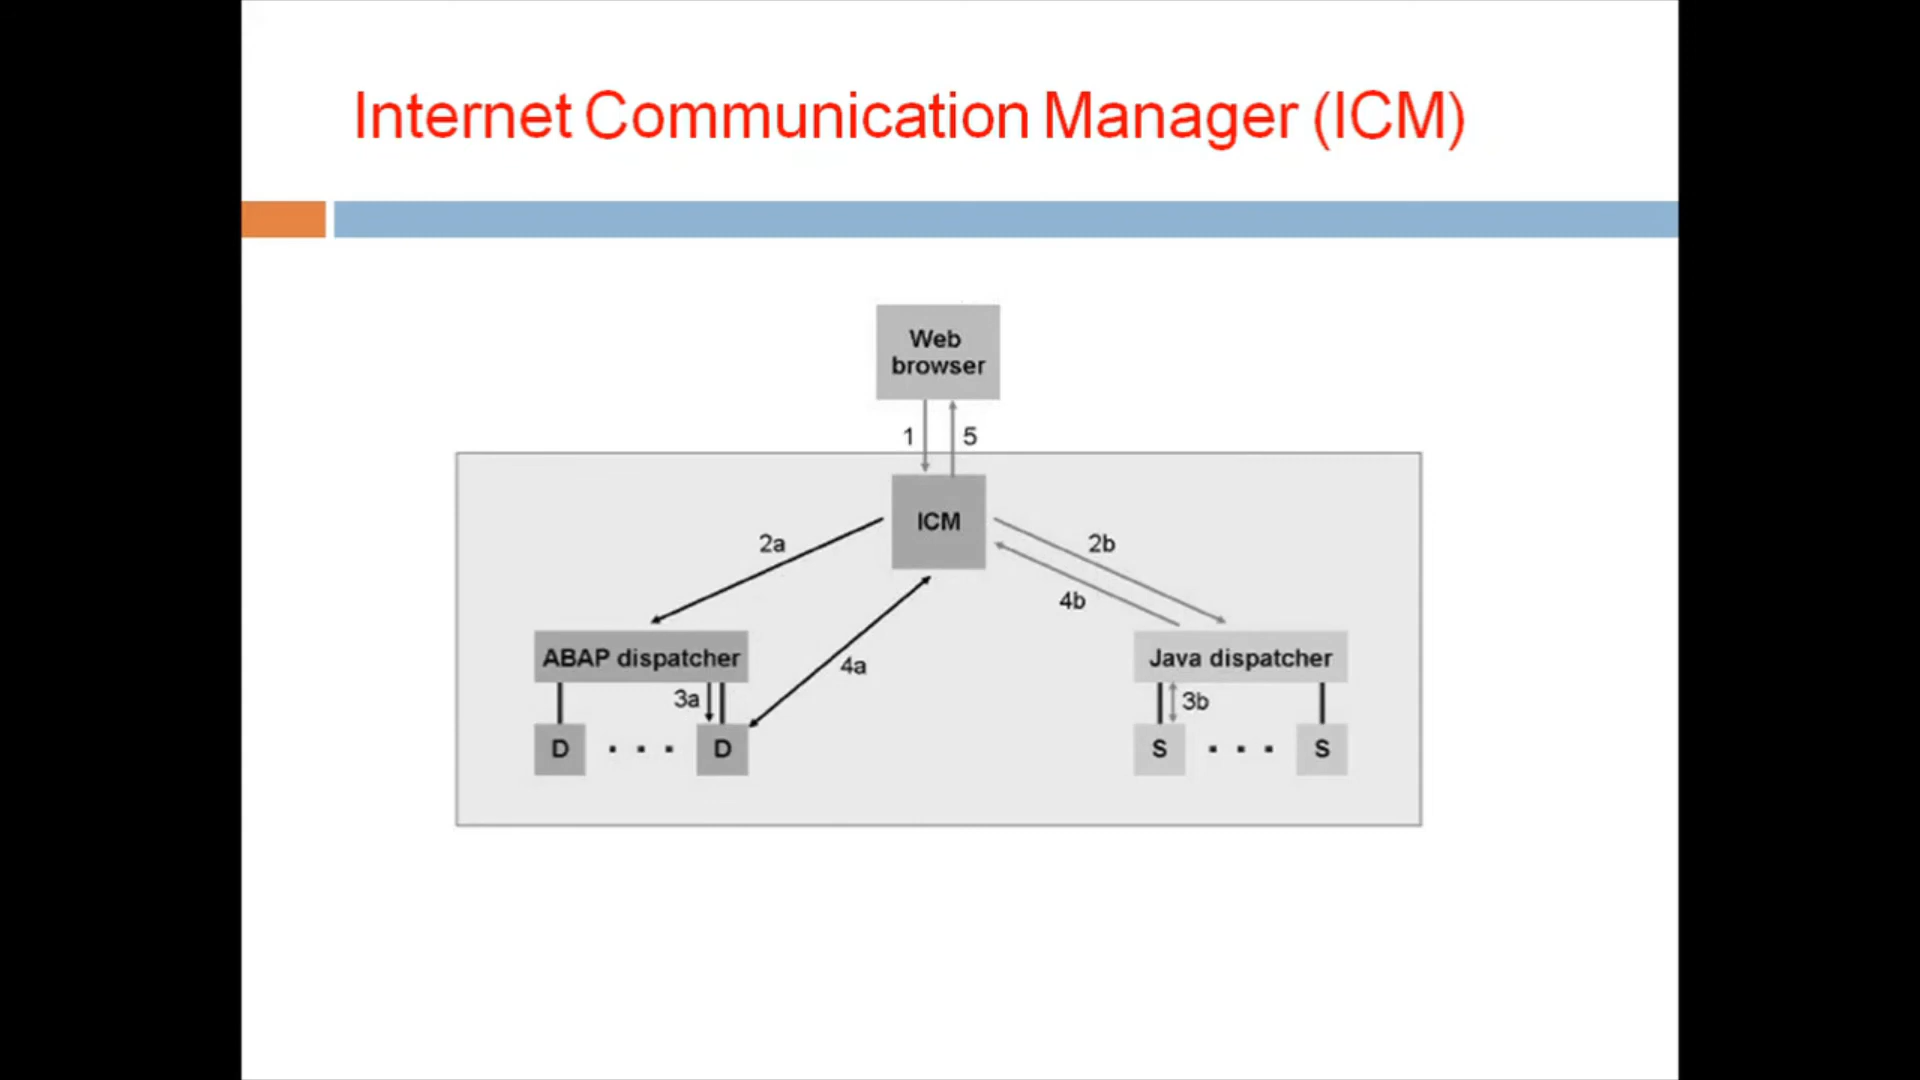 Internet Communication Manager (ICM)
Web
browser
1
5
ICM
2a
2b
4b
ABAP dispatcher
4a
Java dispatcher
3a
3b
D
D
S
S